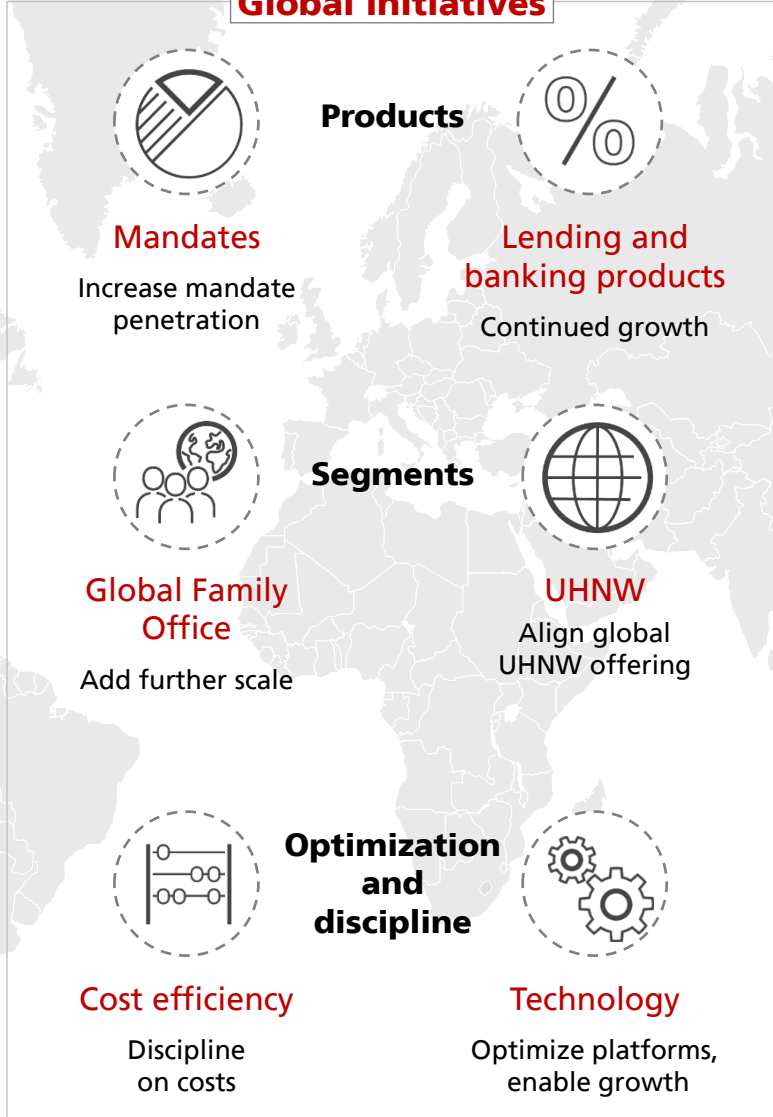 Global Initiatives
Products
Mandates
Increase mandate
penetration
Lending and
banking products
Continued growth
Segments
Global Family
Office
Add further scale
UHNW
Align global
UHNW offering
Optimization
and
discipline
Cost efficiency
Discipline
on costs
Technology
Optimize platforms,
enable growth